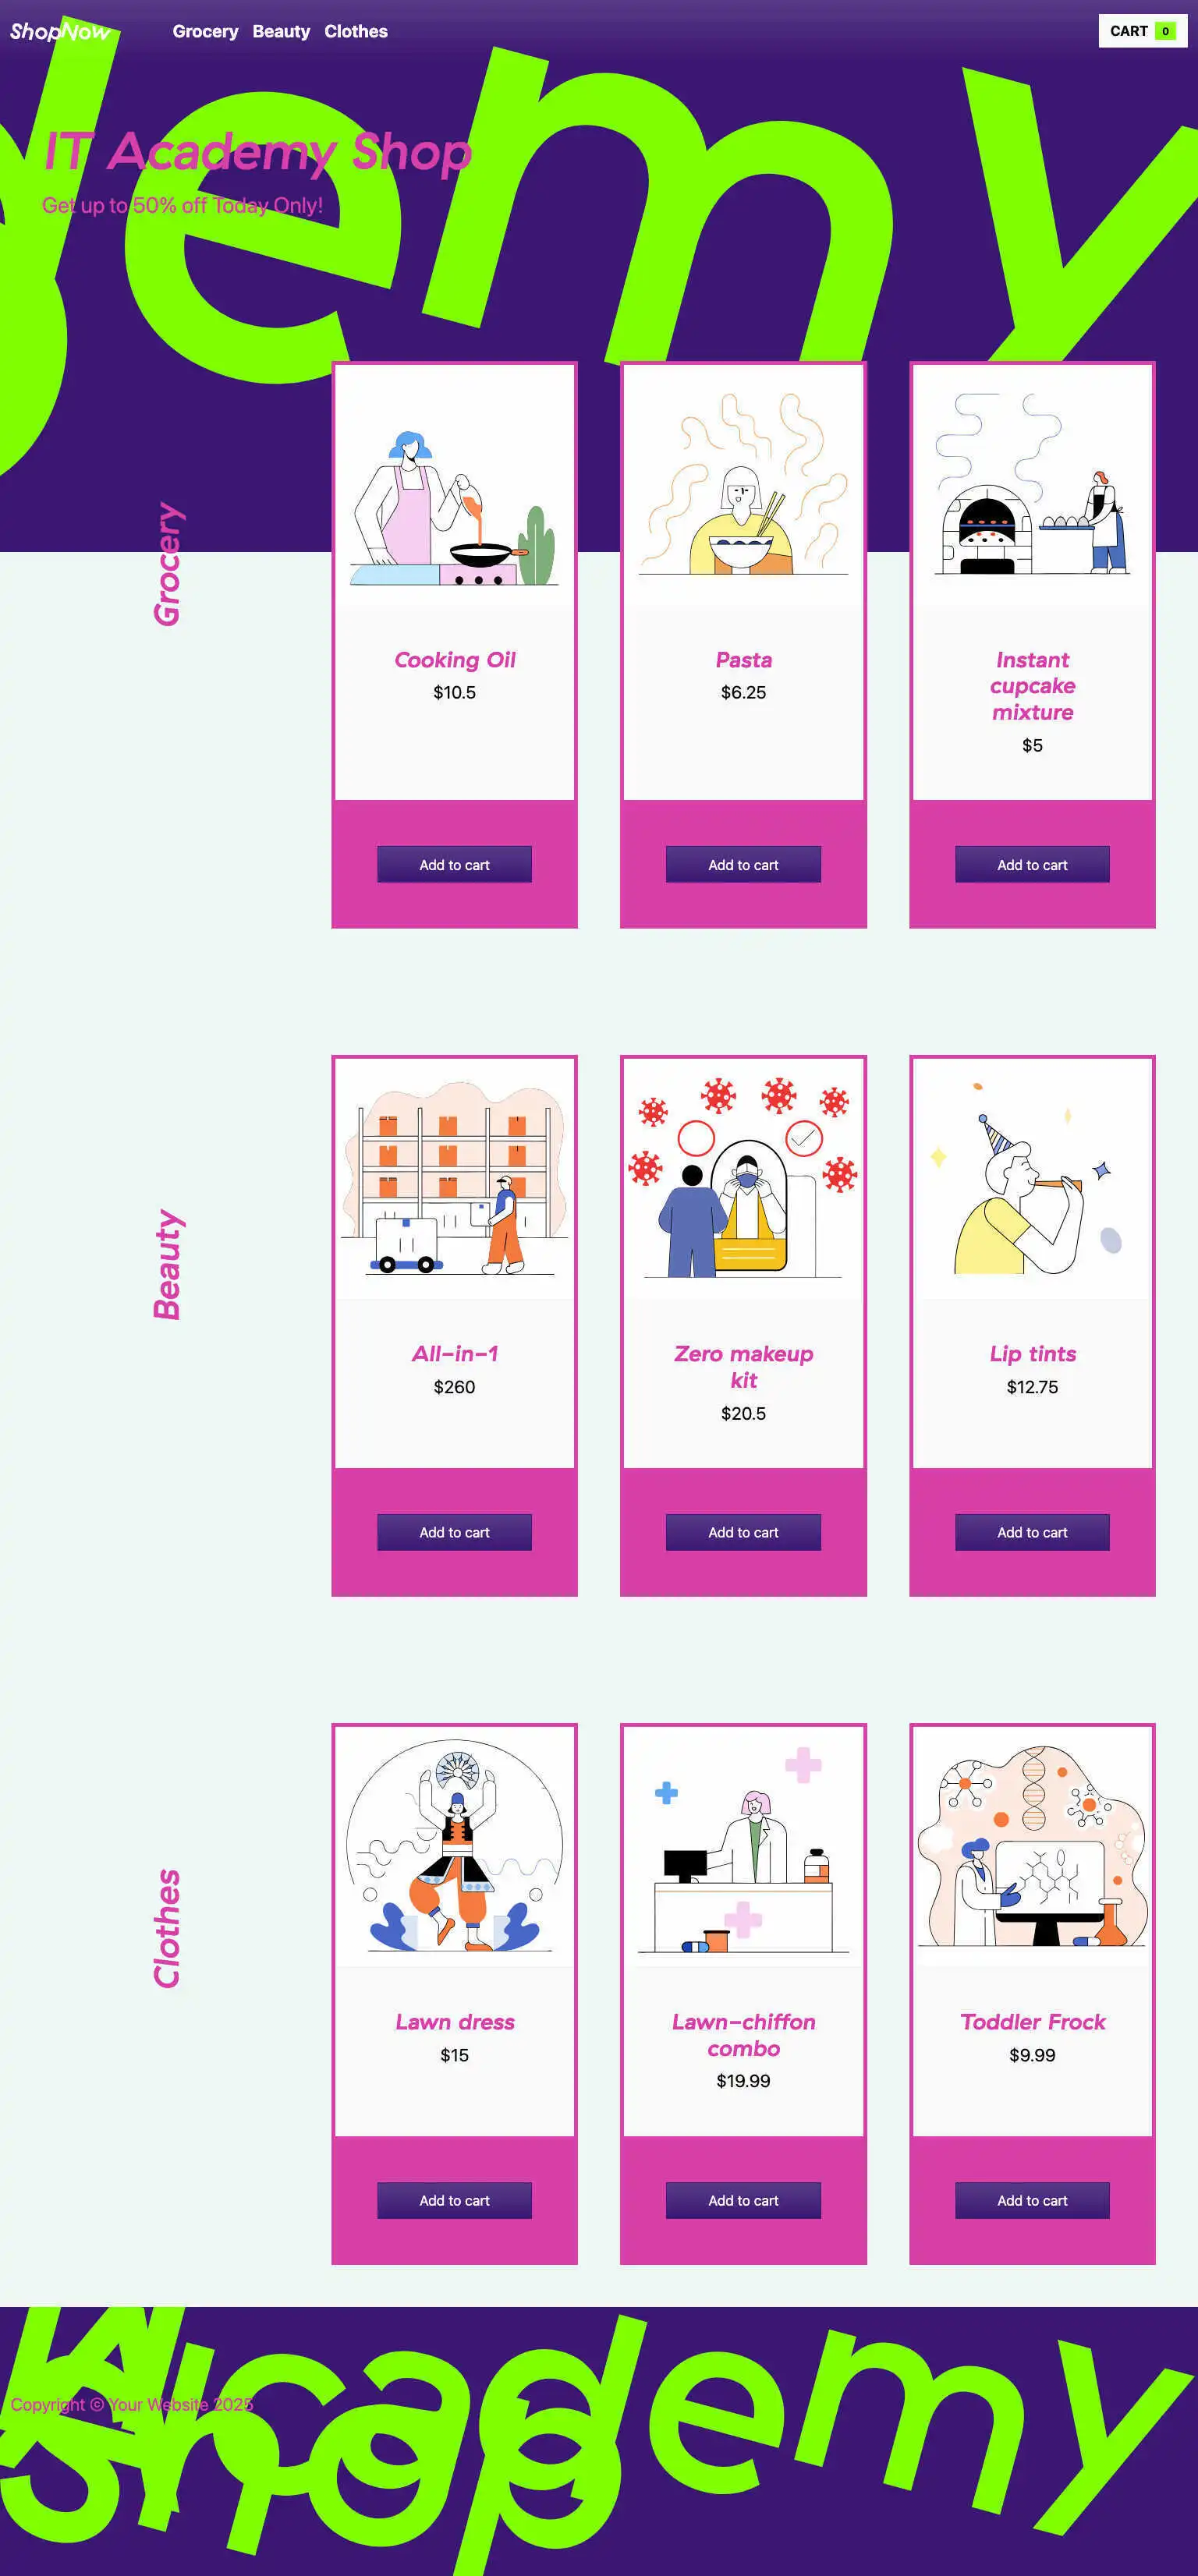 ShopNow Grocery Beauty Clothes CART 0
demy
IT Academy Shop
Get up to 50% off Today Only!
Grocery
Cooking Oil
$10.5
Add to cart
Pasta
$6.25
Add to cart
Instant
cupcake
mixture
$5
Add to cart
Beauty
All-in-1
$260
Add to cart
Zero makeup
kit
$20.5
Add to cart
Lip tints
$12.75
Add to cart
Clothes
Lawn dress
$15
Add to cart
Lawn-chiffon
combo
$19.99
Add to cart
Toddler Frock
$9.99
Add to cart
Academy
Shop
Copyright © Your Website 2025